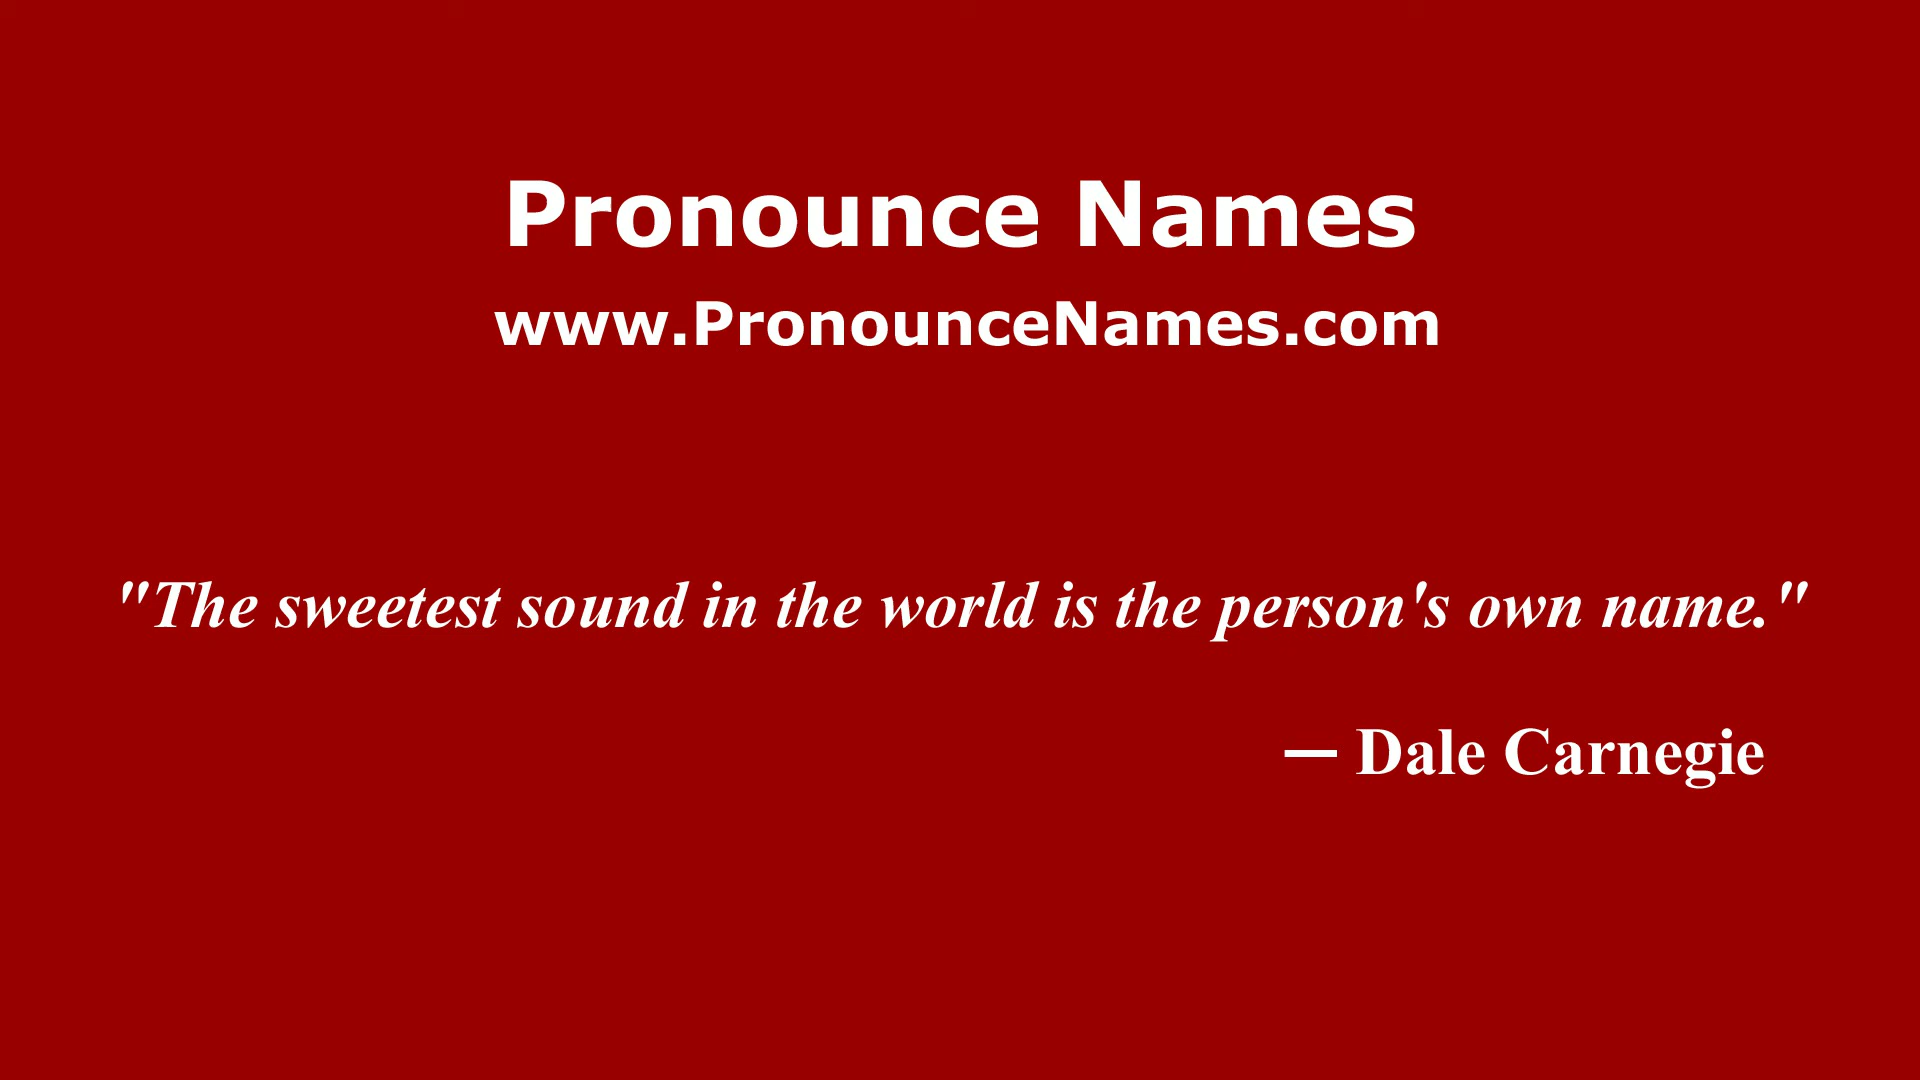 Pronounce Names
www.PronounceNames.com
"The sweetest sound in the world is the person's own name."
— Dale Carnegie